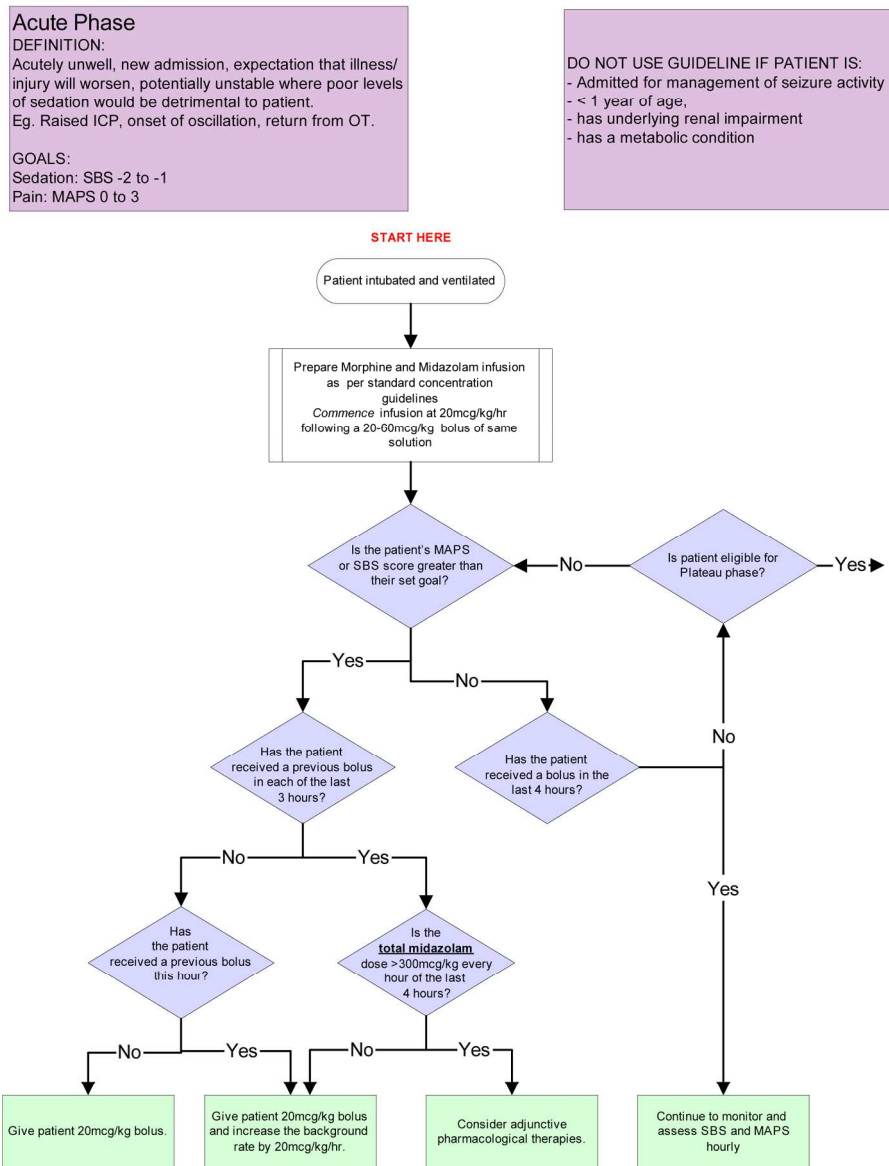 Acute Phase
DEFINITION:
Acutely unwell, new admission, expectation that illness/
injury will worsen, potentially unstable where poor levels
of sedation would be detrimental to patient.
Eg. Raised ICP, onset of oscillation, return from OT.
GOALS:
Sedation: SBS -2 to -1
Pain: MAPS 0 to 3
DO NOT USE GUIDELINE IF PATIENT IS:
- Admitted for management of seizure activity
- < 1 year of age,
- has underlying renal impairment
- has a metabolic condition
START HERE
Patient intubated and ventilated
Prepare Morphine and Midazolam infusion
as per standard concentration
guidelines
Commence infusion at 20mcg/kg/hr
following a 20-60mcg/kg bolus of same
solution
Is the patient's MAPS
or SBS score greater than
their set goal?
No
Is patient eligible for
Plateau phase?
Yes
Yes
No
No
Has the patient
received a previous bolus
in each of the last
3 hours?
Has the patient
received a bolus in the
last 4 hours?
No
Yes
Yes
Has
the patient
received a previous bolus
this hour?
Is the
total midazolam
dose >300mcg/kg every
hour of the last
4 hours?
No
Yes
No
Yes
Give patient 20mcg/kg bolus.
Give patient 20mcg/kg bolus
and increase the background
rate by 20mcg/kg/hr.
Consider adjunctive
pharmacological therapies.
Continue to monitor and
assess SBS and MAPS
hourly